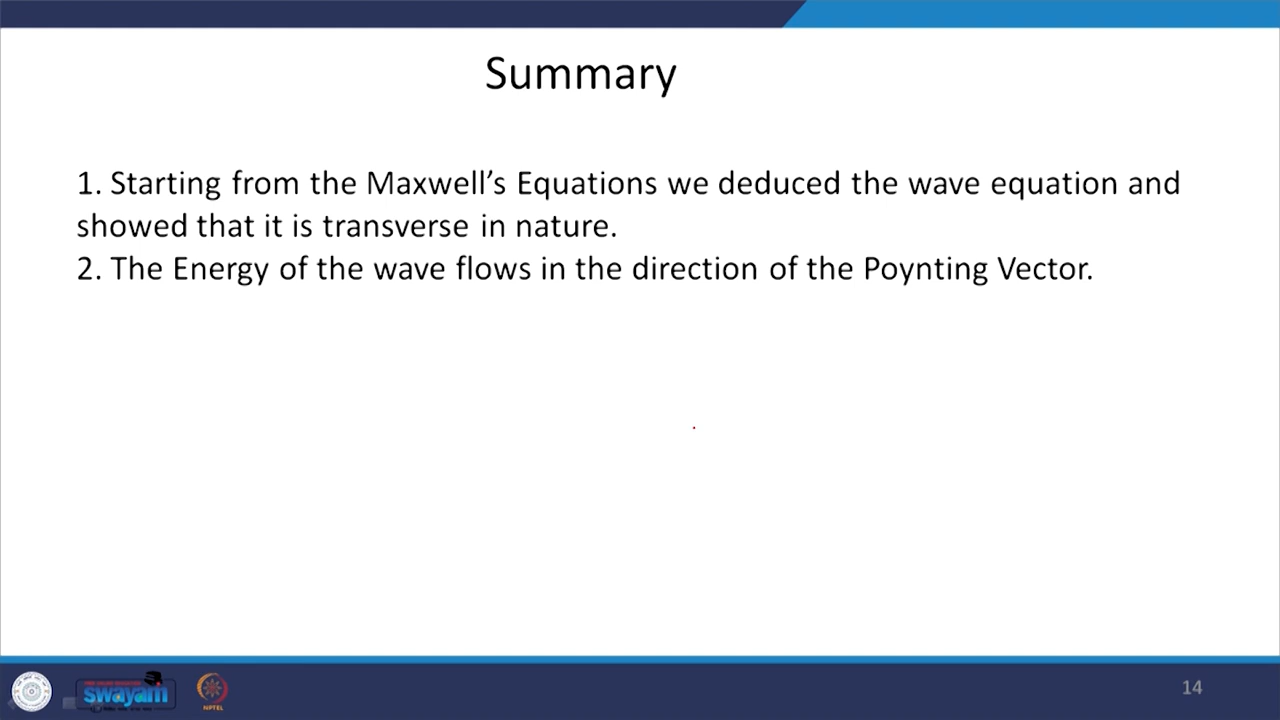 Summary
1. Starting from the Maxwell’s Equations we deduced the wave equation and
showed that it is transverse in nature.
2. The Energy of the wave flows in the direction of the Poynting Vector.
swayam
NPTEL
14